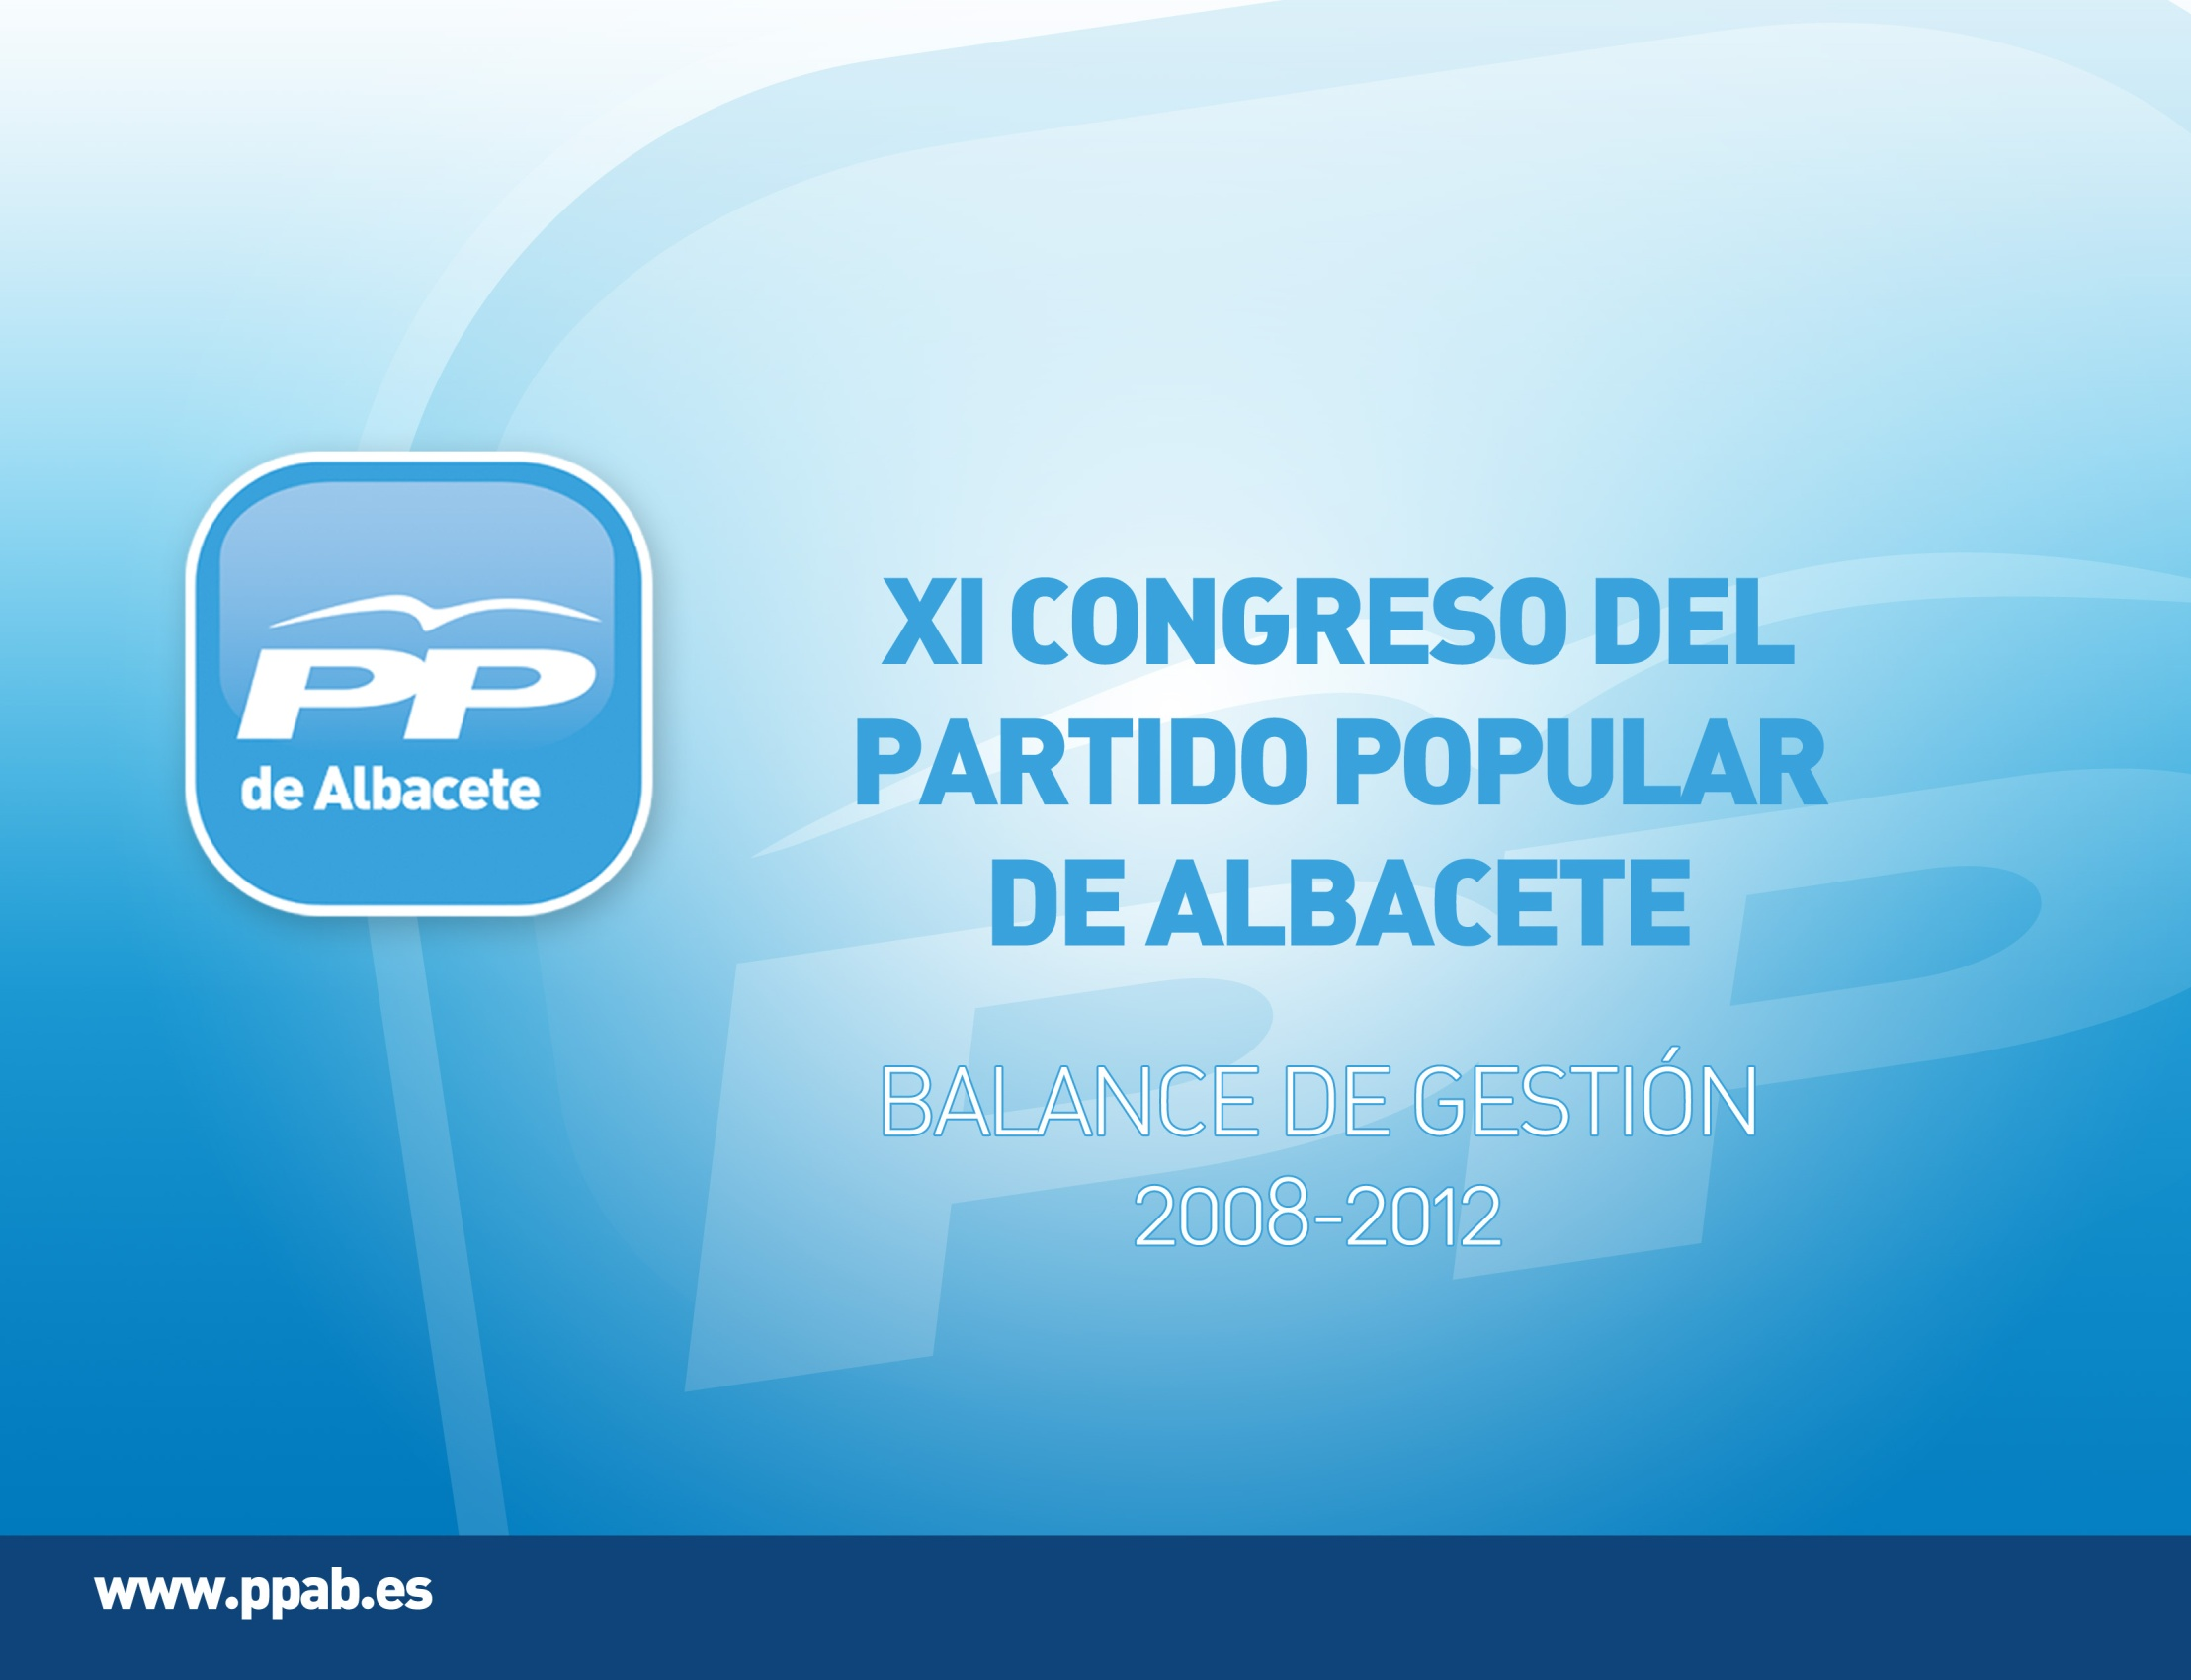 PP
de Albacete
XI CONGRESO DEL
PARTIDO POPULAR
DE ALBACETE
BALANCE DE GESTIÓN
2008-2012
www.ppab.es